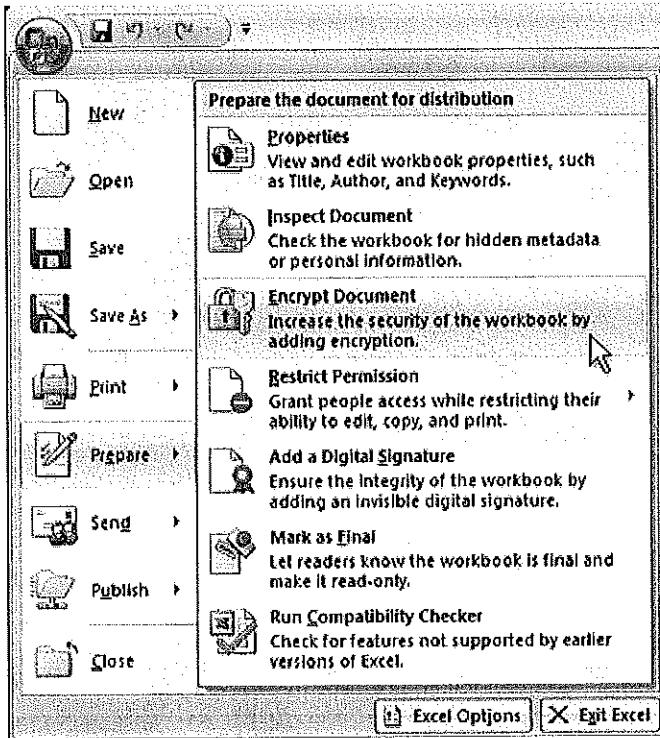 New
Open
Save
Save As
Print
Prepare
Send
Publish
Close
Prepare the document for distribution
Properties
View and edit workbook properties, such
as Title, Author, and Keywords.
Inspect Document
Check the workbook for hidden metadata
or personal information.
Encrypt Document
Increase the security of the workbook by
adding encryption.
Restrict Permission
Grant people access while restricting their
ability to edit, copy, and print.
Add a Digital Signature
Ensure the integrity of the workbook by
adding an invisible digital signature.
Mark as Final
Let readers know the workbook is final and
make it read-only.
Run Compatibility Checker
Check for features not supported by earlier
versions of Excel.
Excel Options
Exit Excel